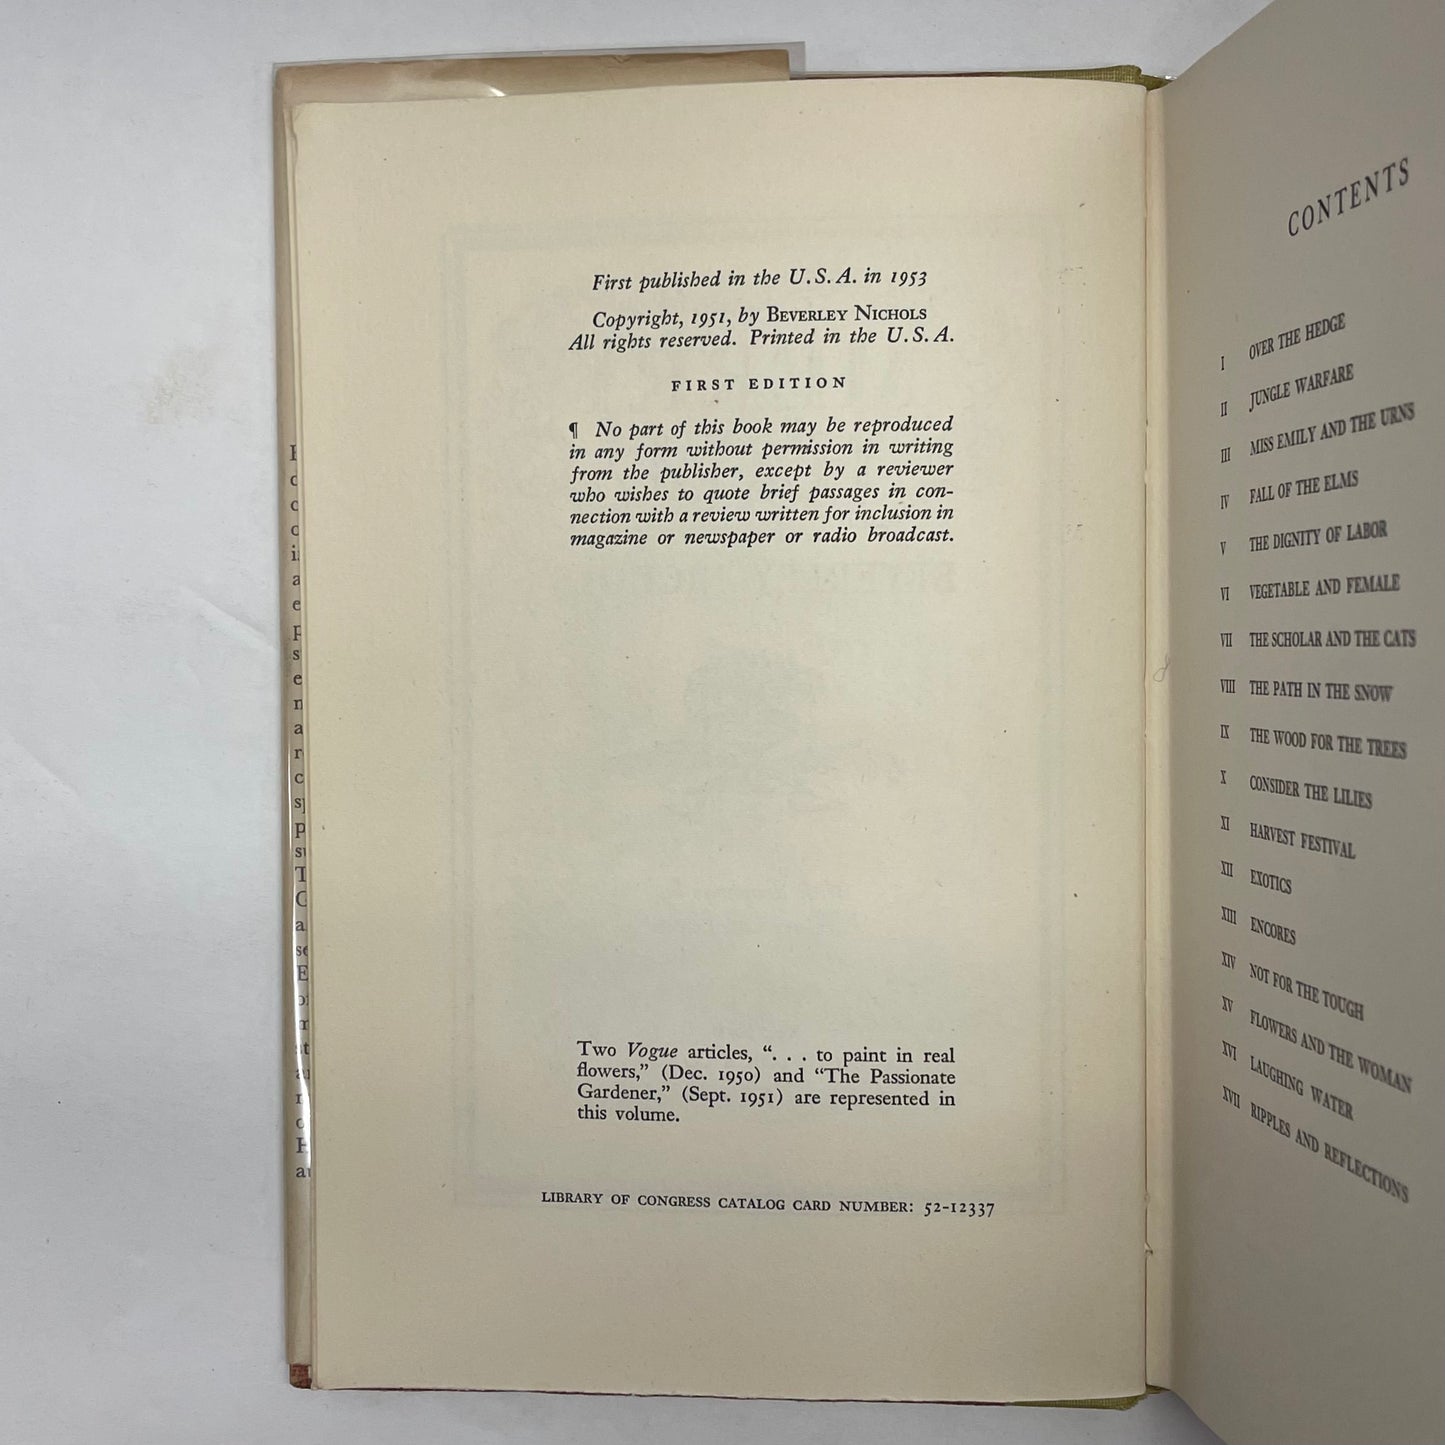 First published in the U.S.A. in 1953
Copyright, 1951, by BEVERLEY NICHOLS
All rights reserved. Printed in the U.S.A.
FIRST EDITION
¶ No part of this book may be reproduced
in any form without permission in writing
from the publisher, except by a reviewer
who wishes to quote brief passages in con-
nection with a review written for inclusion in
magazine or newspaper or radio broadcast.
Two Vogue articles, “. . . to paint in real
flowers,” (Dec. 1950) and “The Passionate
Gardener,” (Sept. 1951) are represented in
this volume.
LIBRARY OF CONGRESS CATALOG CARD NUMBER: 52-12337
CONTENTS
I OVER THE HEDGE
II JUNGLE WARFARE
III MISS EMILY AND THE URNS
IV FALL OF THE ELMS
V THE DIGNITY OF LABOR
VI VEGETABLE AND FEMALE
VII THE SCHOLAR AND THE CATS
VIII THE PATH IN THE SNOW
IX THE WOOD FOR THE TREES
X CONSIDER THE LILIES
XI HARVEST FESTIVAL
XII EXOTICS
XIII ENCORES
XIV NOT FOR THE TOUGH
XV FLOWERS AND THE WOMAN
XVI LAUGHING WATER
XVII RIPPLES AND REFLECTIONS